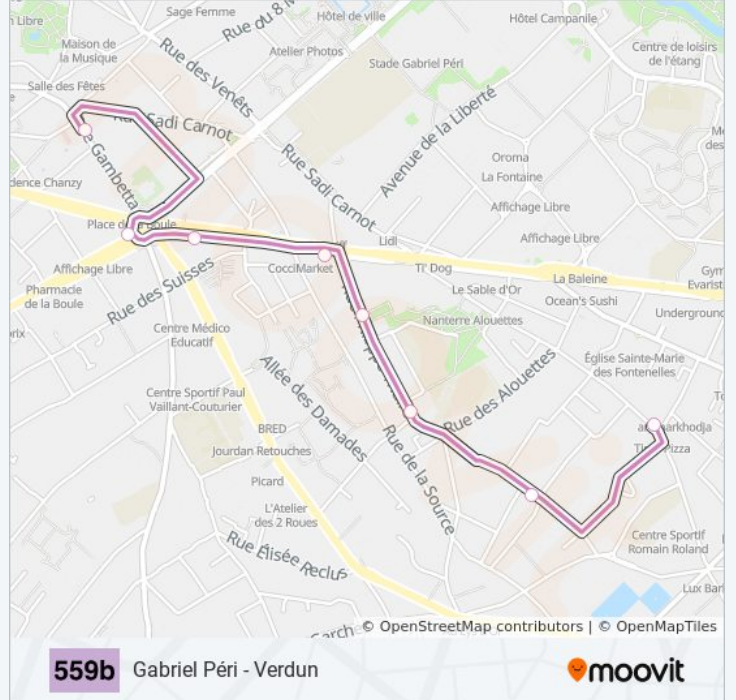 Sage Femme
Rue du 8 M
Hôtel de ville
Hôtel Campanile
n Libre
Maison de
la Musique
Rue des Venêts
Atelier Photos
Stade Gabriel Péri
Centre de loisirs
de l'étang
Salle des Fêtes
Sadi Carnot
Avenue de la Liberté
Gambetta
Rue Sadi Carnot
Oroma
La Fontaine
dence Chanzy
Affichage Libre
Place de la Boule
Lidl
Affichage Libre
Affichage Libre
CocciMarket
Ti' Dog
La Baleine
Gym
Evarist
Pharmacie
de la Boule
Rue des Suisses
Le Sable d'Or
Ocean's Sushi
Underground
Nanterre Alouettes
Centre Médico
Educatif
Église Sainte-Marie
des Fontenelles
Allée des Damades
Rue des Alouettes
Centre Sportif Paul
Vaillant-Couturier
BRED
Jourdan Retouches
Rue de la Source
Picard
L'Atelier
des 2 Roues
Centre Sportif
Romain Roland
Rue Élisée Reclus
Lux Bar
© OpenStreetMap contributors | © OpenMapTiles
559b
Gabriel Péri - Verdun
moovit